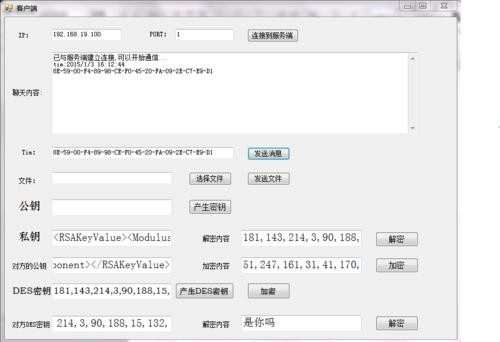 客户端
IP: 192.168.19.100 PORT: 1 连接到服务端
已与服务端建立连接,可以开始通信...
tim:2015/1/3 16:12:44
8E-59-00-F4-89-98-CE-F0-45-20-FA-09-2E-C7-E9-D1
聊天内容:
Tim: 8E-59-00-F4-89-98-CE-F0-45-20-FA-09-2E-C7-E9-D1 发送消息
文件: 选择文件 发送文件
公钥 产生密钥
私钥 <RSAKeyValue><Modulus 解密内容 181,143,214,3,90,188, 解密
对方的公钥 ponent></RSAKeyValue> 加密内容 51,247,161,31,41,170, 加密
DES密钥 181,143,214,3,90,188,15, 产生DES密钥 加密
对方DES密钥 214,3,90,188,15,132, 解密内容 是你吗 解密